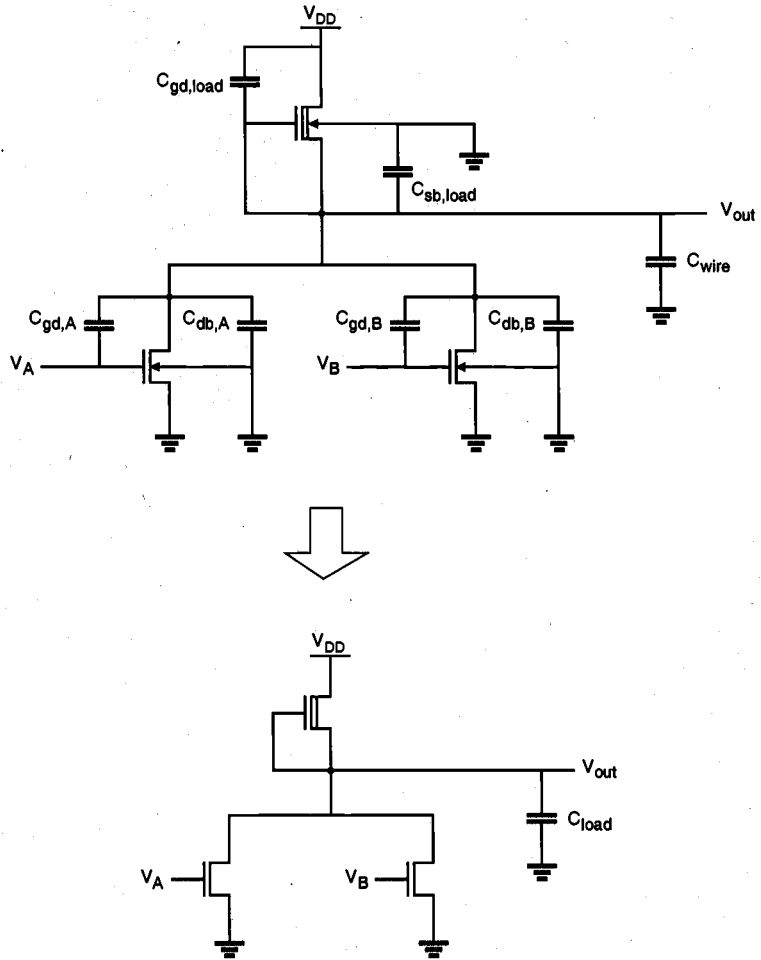 V_DD
C_gd,load
C_sb,load
V_out
C_wire
C_gd,A
C_db,A
C_gd,B
C_db,B
V_A
V_B
V_DD
V_out
C_load
V_A
V_B